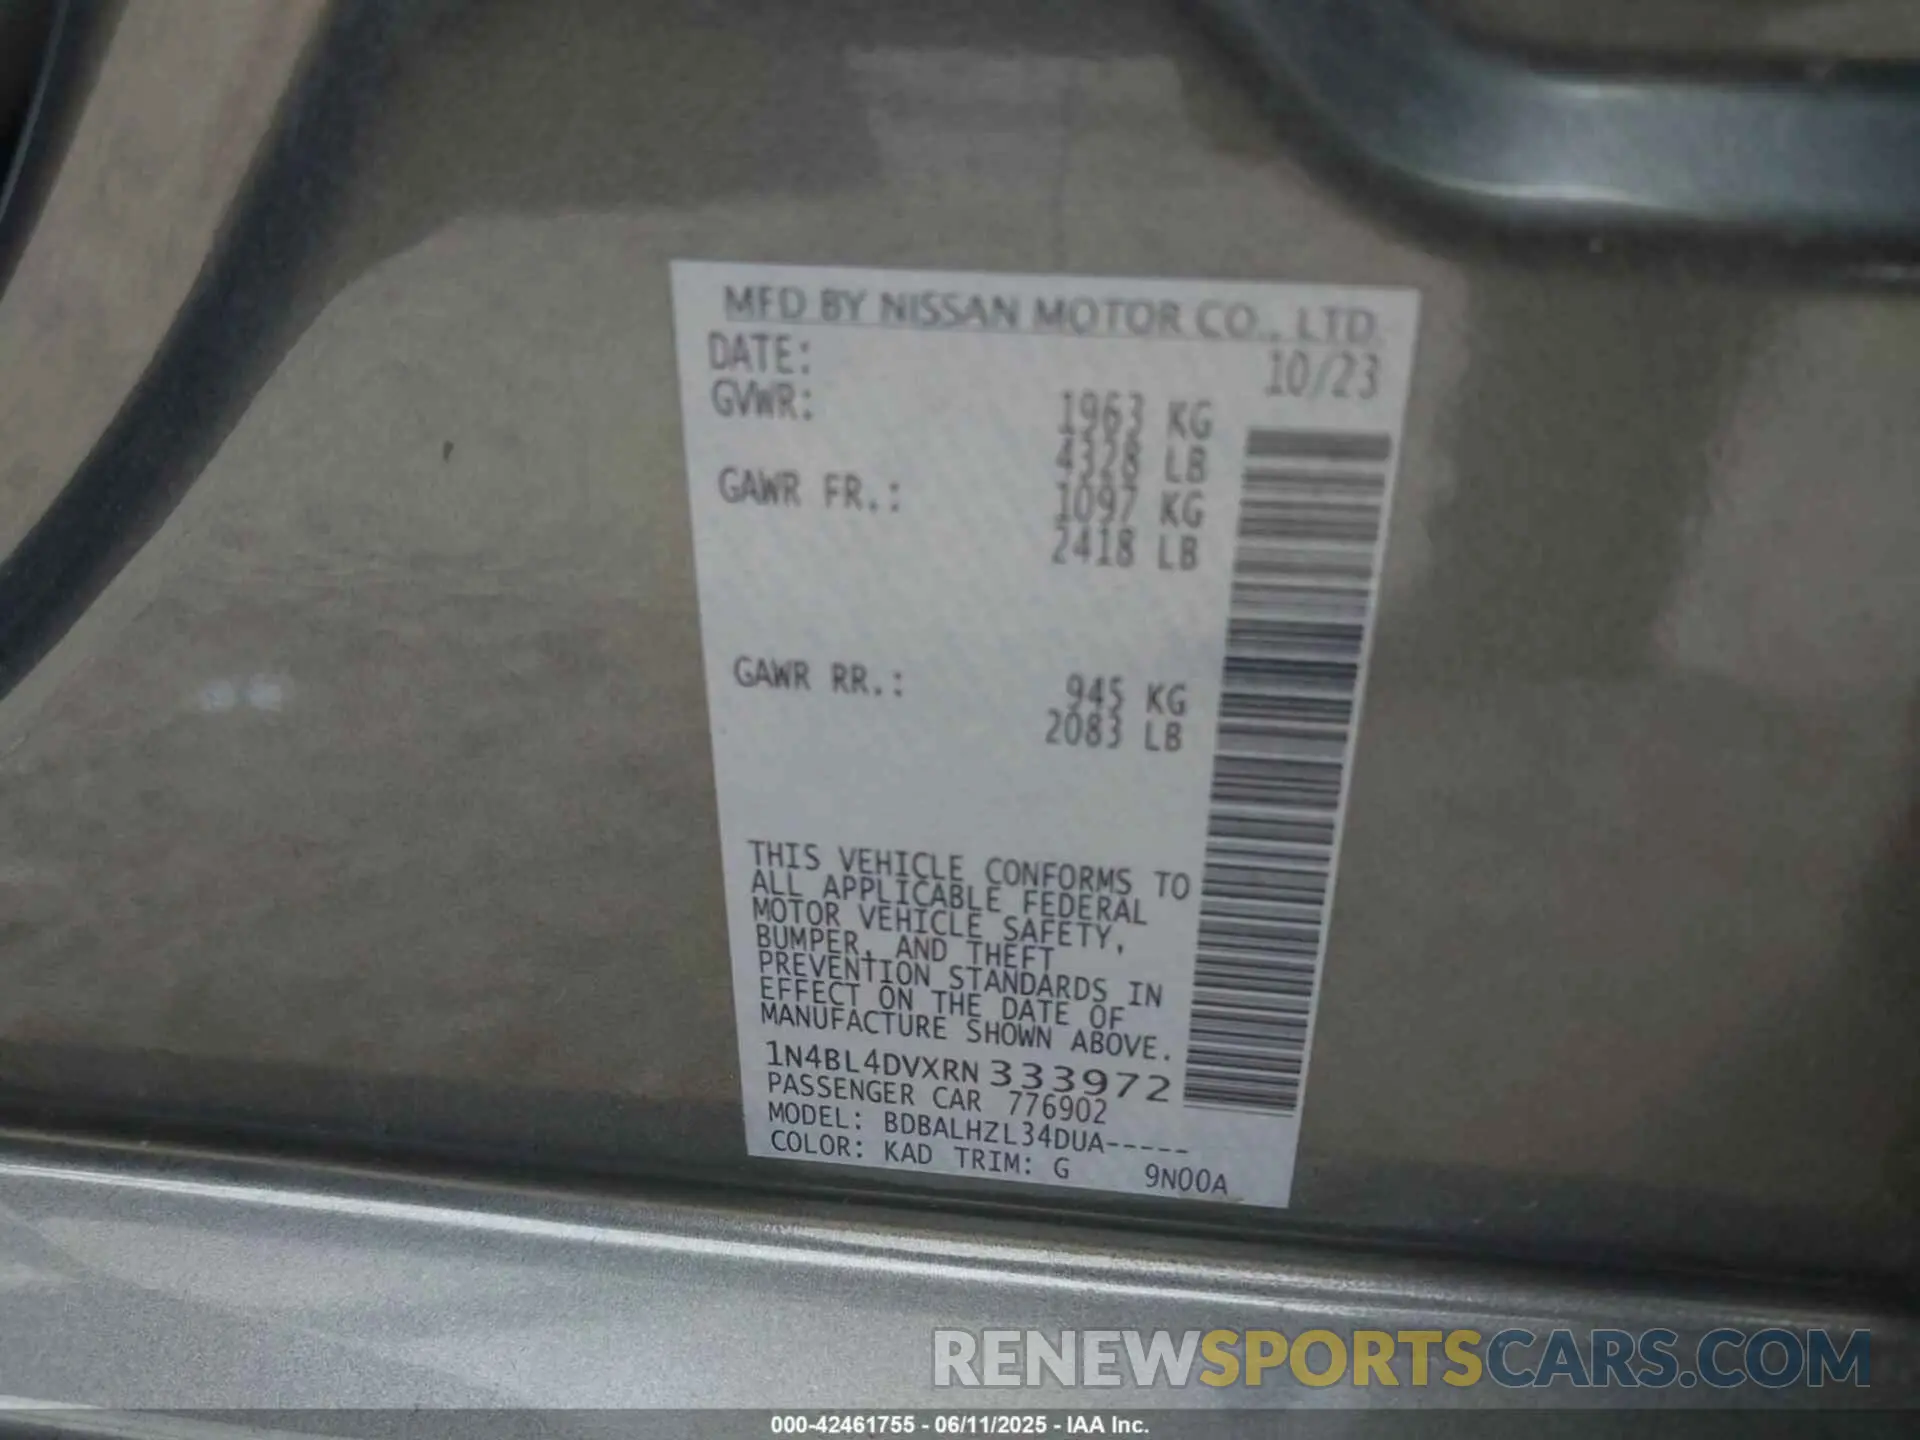 MFD BY NISSAN MOTOR CO., LTD.
DATE: 10/23
GVWR: 1963 KG
4328 LB
GAWR FR.: 1097 KG
2418 LB
GAWR RR.: 945 KG
2083 LB
THIS VEHICLE CONFORMS TO
ALL APPLICABLE FEDERAL
MOTOR VEHICLE SAFETY,
BUMPER, AND THEFT
PREVENTION STANDARDS IN
EFFECT ON THE DATE OF
MANUFACTURE SHOWN ABOVE.
1N4BL4DVXRN333972
PASSENGER CAR 776902
MODEL: BDBALHZL34DUA-----
COLOR: KAD TRIM: G 9N00A
RENEWSPORTSCARS.COM
000-42461755 - 06/11/2025 - IAA Inc.